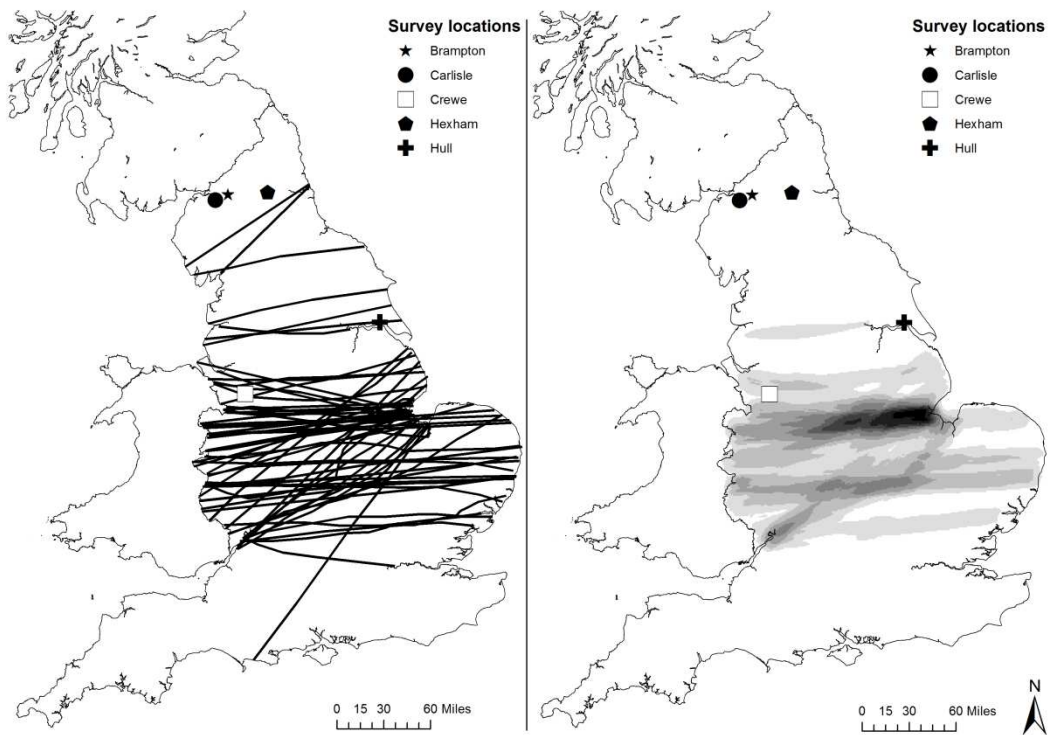 Survey locations
Brampton
Carlisle
Crewe
Hexham
Hull
0 15 30 60 Miles
Survey locations
Brampton
Carlisle
Crewe
Hexham
Hull
N
0 15 30 60 Miles